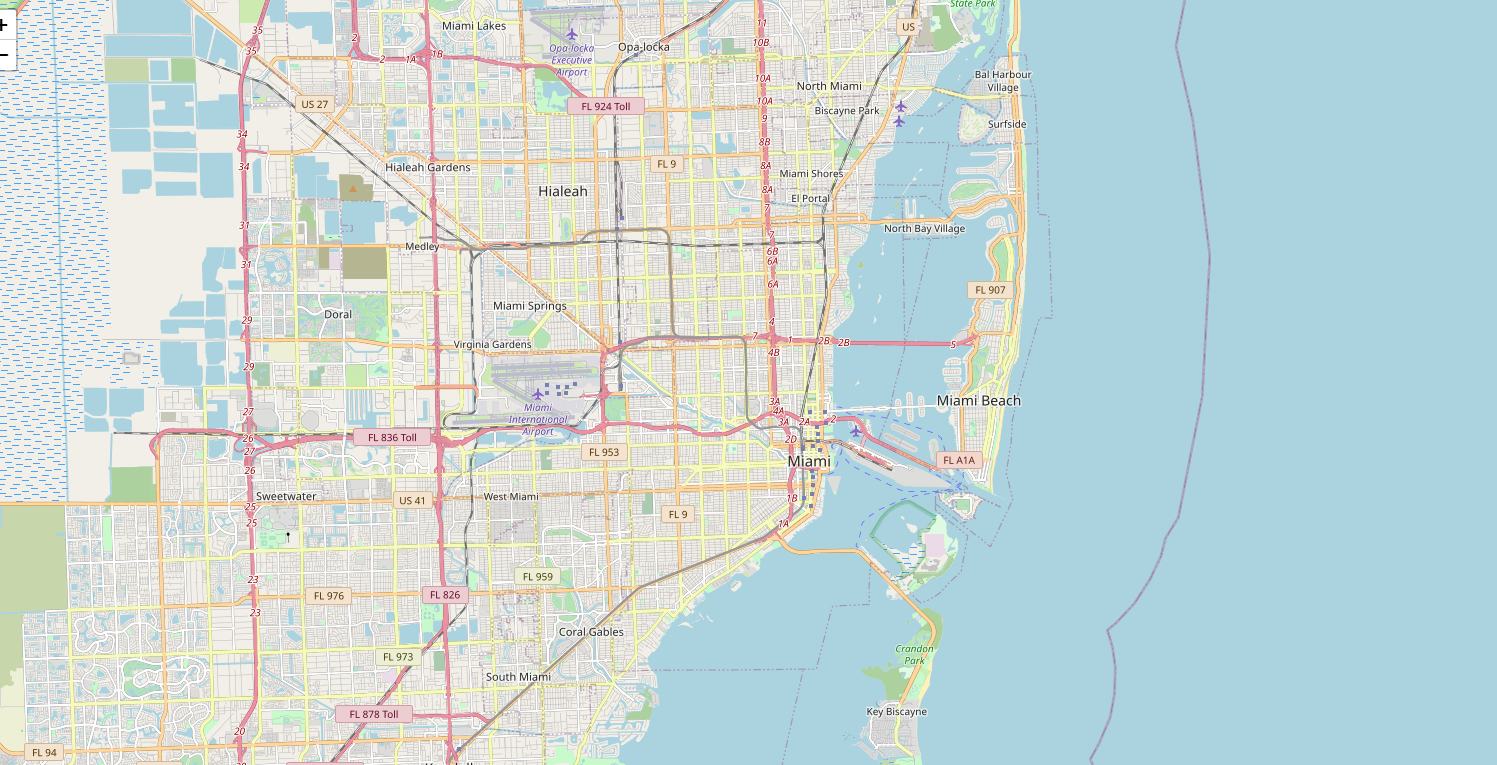 +
−
State Park
US
35
11
Miami Lakes
2
10B
Opa-locka
35
Opa-locka
Executive
Airport
1B
2
1A
Bal Harbour
Village
10A
North Miami
US 27
10A
FL 924 Toll
Biscayne Park
9
Surfside
34
8B
FL 9
34
Hialeah Gardens
8A
Miami Shores
Hialeah
8A
El Portal
7
31
North Bay Village
7
Medley
6B
31
6A
6A
FL 907
Miami Springs
Doral
29
4
7
1
2B
2B
5
Virginia Gardens
4B
29
Miami
International
Airport
3A
Miami Beach
27
4A
3A
2A
2
26
FL 836 Toll
2D
27
FL 953
Miami
FL A1A
26
Sweetwater
US 41
West Miami
1B
25
FL 9
25
1A
23
FL 959
FL 976
FL 826
23
Coral Gables
Crandon
Park
FL 973
South Miami
FL 878 Toll
Key Biscayne
20
FL 94